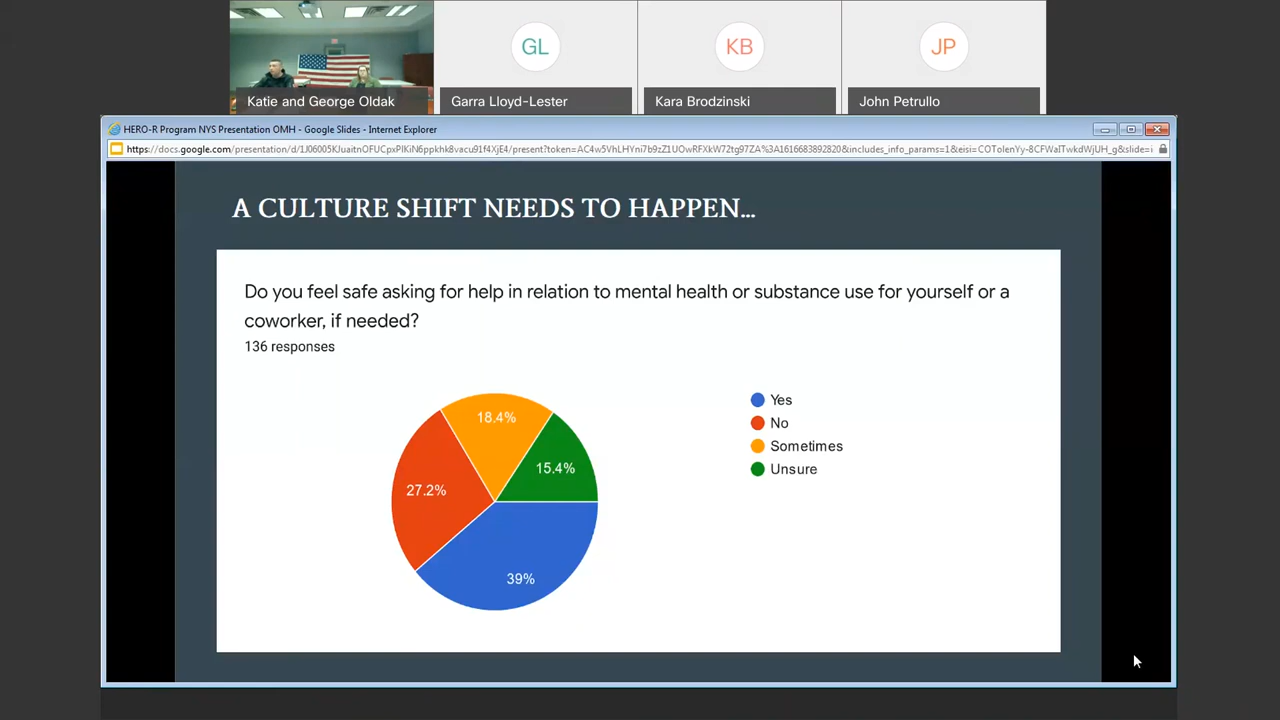 GL
KB
JP
Katie and George Oldak
Garra Lloyd-Lester
Kara Brodzinski
John Petrullo
HERO-R Program NYS Presentation OMH - Google Slides - Internet Explorer
A CULTURE SHIFT NEEDS TO HAPPEN...
Do you feel safe asking for help in relation to mental health or substance use for yourself or a
coworker, if needed?
136 responses
18.4%
15.4%
27.2%
39%
Yes
No
Sometimes
Unsure